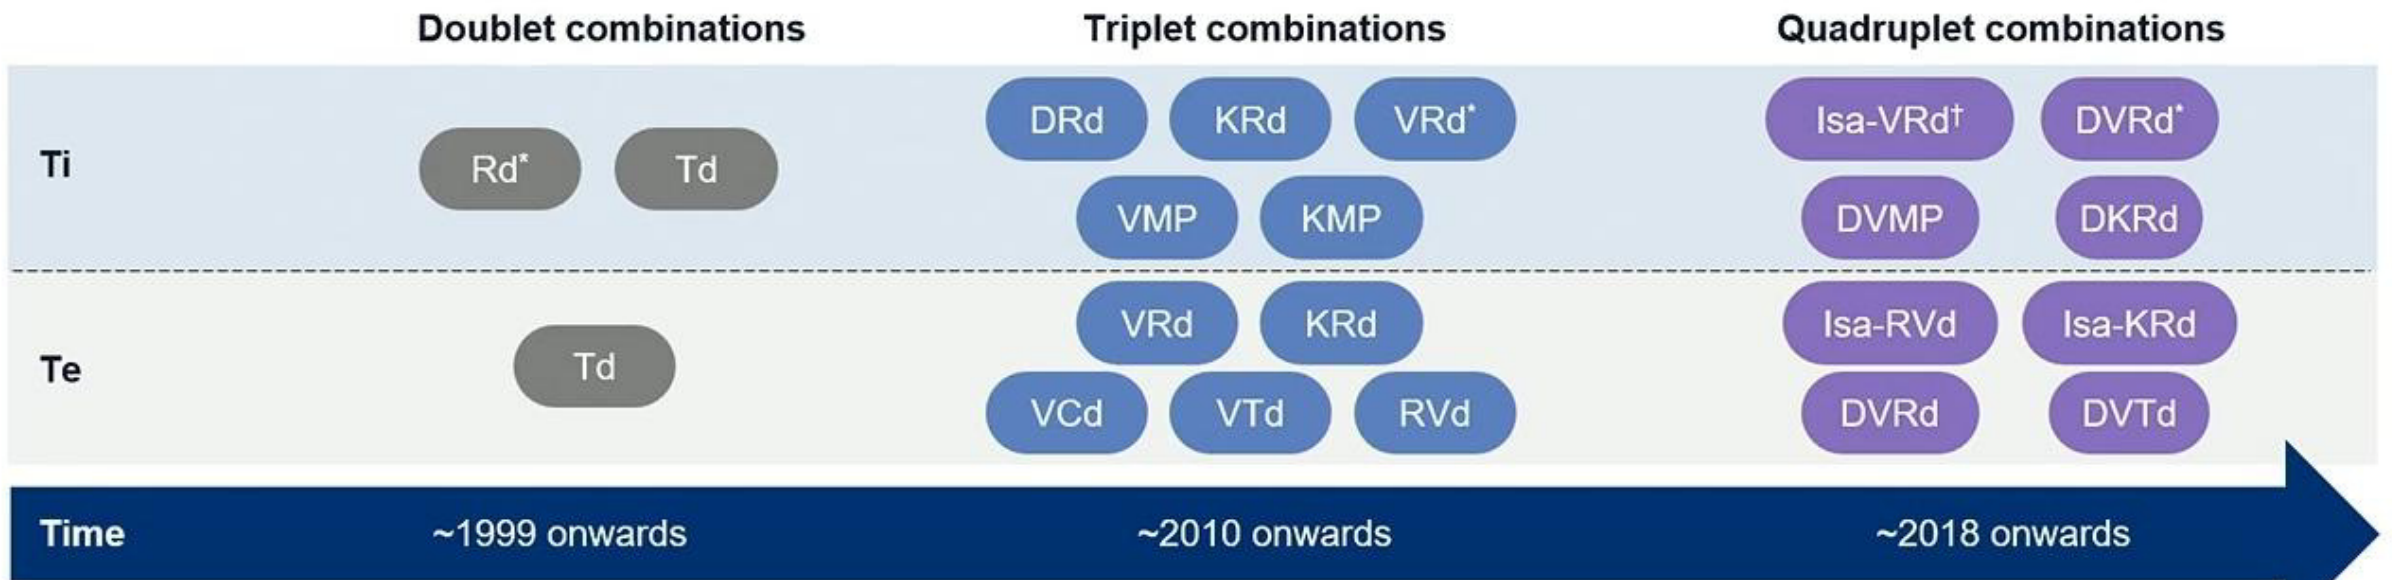 Doublet combinations Triplet combinations Quadruplet combinations
DRd KRd VRd* Isa-VRd† DVRd*
Ti Rd* Td
VMP KMP DVMP DKRd
VRd KRd Isa-RVd Isa-KRd
Te Td
VCd VTd RVd DVRd DVTd
Time ~1999 onwards ~2010 onwards ~2018 onwards